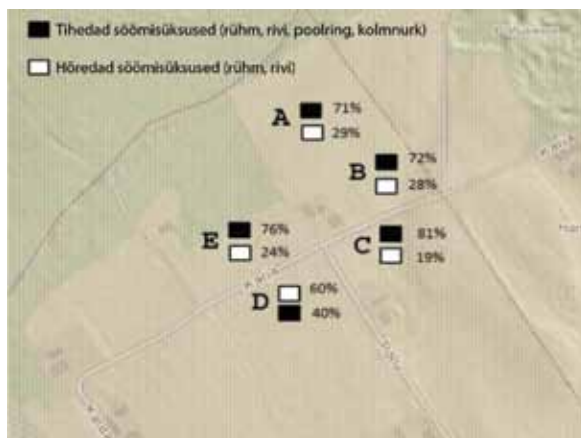 Tihedad söömisüksused (rühm, rivi, poolring, kolmnurk)
Hõredad söömisüksused (rühm, rivi)
A
71%
29%
B
72%
28%
E
76%
24%
C
81%
19%
D
60%
40%